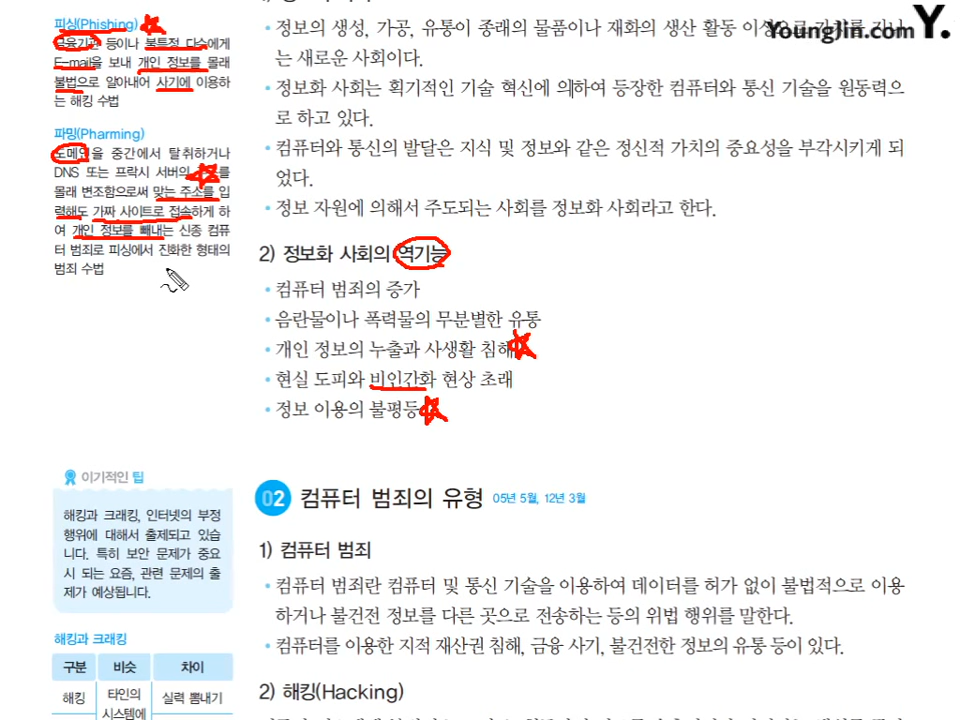 피싱(Phishing)
금융기관 등이나 불특정 다수에게
E-mail을 보내 개인 정보를 몰래
불법으로 알아내어 사기에 이용하
는 해킹 수법
파밍(Pharming)
도메인을 중간에서 탈취하거나
DNS 또는 프락시 서버의
몰래 변조함으로써 맞는 주소를 입
력해도 가짜 사이트로 접속하게 하
여 개인 정보를 빼내는 신종 컴퓨
터 범죄로 피싱에서 진화한 형태의
범죄 수법
Younglin.com Y.
• 정보의 생성, 가공, 유통이 종래의 물품이나 재화의 생산 활동 이상으로 가치를 지니
는 새로운 사회이다.
• 정보화 사회는 획기적인 기술 혁신에 의하여 등장한 컴퓨터와 통신 기술을 원동력으
로 하고 있다.
• 컴퓨터와 통신의 발달은 지식 및 정보와 같은 정신적 가치의 중요성을 부각시키게 되
었다.
• 정보 자원에 의해서 주도되는 사회를 정보화 사회라고 한다.
2) 정보화 사회의 역기능
• 컴퓨터 범죄의 증가
• 음란물이나 폭력물의 무분별한 유통
• 개인 정보의 누출과 사생활 침해
• 현실 도피와 비인간화 현상 초래
• 정보 이용의 불평등
이기적인 팁
해킹과 크래킹, 인터넷의 부정
행위에 대해서 출제되고 있습
니다. 특히 보안 문제가 중요
시 되는 요즘, 관련 문제의 출
제가 예상됩니다.
해킹과 크래킹
구분 비슷 차이
해킹 타인의 실력 뽐내기
시스템에
02 컴퓨터 범죄의 유형 05년 5월, 12년 3월
1) 컴퓨터 범죄
• 컴퓨터 범죄란 컴퓨터 및 통신 기술을 이용하여 데이터를 허가 없이 불법적으로 이용
하거나 불건전 정보를 다른 곳으로 전송하는 등의 위법 행위를 말한다.
• 컴퓨터를 이용한 지적 재산권 침해, 금융 사기, 불건전한 정보의 유통 등이 있다.
2) 해킹(Hacking)